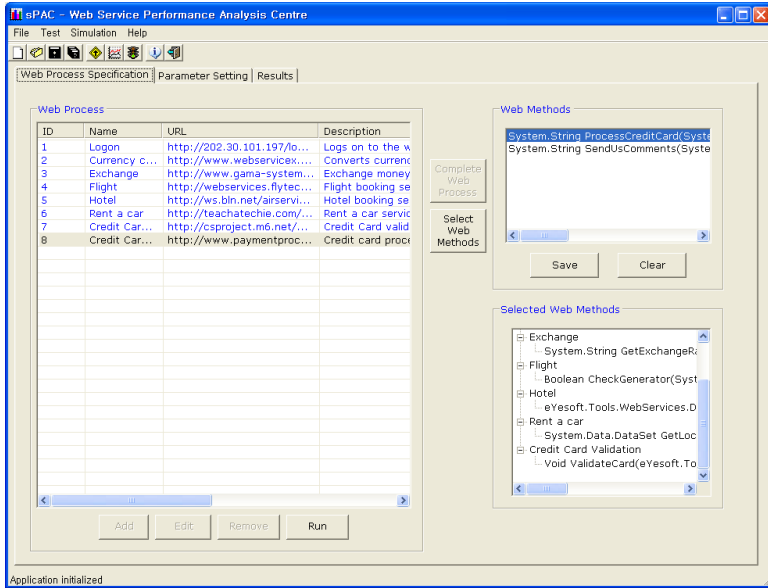 sPAC - Web Service Performance Analysis Centre
File Test Simulation Help
Web Process Specification Parameter Setting Results
Web Process
ID Name URL Description
1 Logon http://202.30.101.197/lo... Logs on to the w
2 Currency c... http://www.webservicex.... Converts currenc
3 Exchange http://www.gama-system... Exchange money
4 Flight http://webservices.flytec... Flight booking se
5 Hotel http://ws.bln.net/airservi... Hotel booking se
6 Rent a car http://teachatechie.com/... Rent a car servic
7 Credit Car... http://csproject.m6.net/... Credit Card valid
8 Credit Car... http://www.paymentproc... Credit card proce
Add Edit Remove Run
Complete
Web
Process
Select
Web
Methods
Web Methods
System.String ProcessCreditCard(Syste
System.String SendUsComments(Syste
Save Clear
Selected Web Methods
Exchange
System.String GetExchangeRa
Flight
Boolean CheckGenerator(Syst
Hotel
eYesoft.Tools.WebServices.D
Rent a car
System.Data.DataSet GetLoc
Credit Card Validation
Void ValidateCard(eYesoft.To
Application initialized